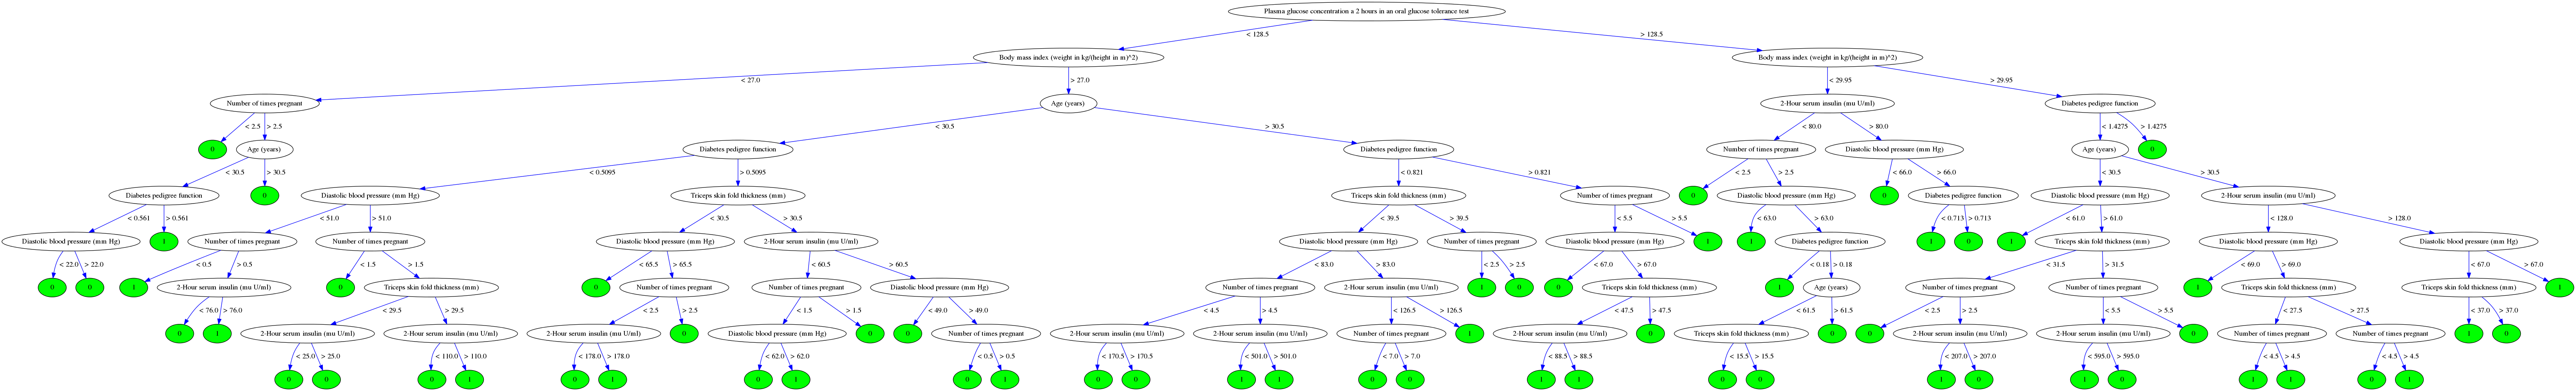 Plasma glucose concentration a 2 hours in an oral glucose tolerance test
< 128.5 > 128.5
Body mass index (weight in kg/(height in m)^2) Body mass index (weight in kg/(height in m)^2)
< 27.0 > 27.0 < 29.95 > 29.95
Number of times pregnant Age (years) 2-Hour serum insulin (mu U/ml) Diabetes pedigree function
< 2.5 > 2.5 < 30.5 > 30.5 < 80.0 > 80.0 < 1.4275 > 1.4275
0 Age (years) Diabetes pedigree function Diabetes pedigree function Number of times pregnant Diastolic blood pressure (mm Hg) Age (years) 0
< 30.5 > 30.5 < 0.5095 > 0.5095 < 0.821 > 0.821 < 2.5 > 2.5 < 66.0 > 66.0 < 30.5 > 30.5
Diabetes pedigree function 0 Diastolic blood pressure (mm Hg) Triceps skin fold thickness (mm) Triceps skin fold thickness (mm) Number of times pregnant 0 Diastolic blood pressure (mm Hg) 0 Diabetes pedigree function Diastolic blood pressure (mm Hg) 2-Hour serum insulin (mu U/ml)
< 0.561 > 0.561 < 51.0 > 51.0 < 30.5 > 30.5 < 39.5 > 39.5 < 5.5 > 5.5 < 63.0 > 63.0 < 0.713 > 0.713 < 61.0 > 61.0 < 128.0 > 128.0
Diastolic blood pressure (mm Hg) 1 Number of times pregnant Number of times pregnant Diastolic blood pressure (mm Hg) 2-Hour serum insulin (mu U/ml) Diastolic blood pressure (mm Hg) Number of times pregnant Diastolic blood pressure (mm Hg) 1 1 Diabetes pedigree function 1 0 1 Triceps skin fold thickness (mm) Diastolic blood pressure (mm Hg) Diastolic blood pressure (mm Hg)
< 22.0 > 22.0 < 0.5 > 0.5 < 1.5 > 1.5 < 65.5 > 65.5 < 60.5 > 60.5 < 83.0 > 83.0 < 2.5 > 2.5 < 67.0 > 67.0 < 0.18 > 0.18 < 31.5 > 31.5 < 69.0 > 69.0 < 67.0 > 67.0
0 0 1 2-Hour serum insulin (mu U/ml) 0 Triceps skin fold thickness (mm) 0 Number of times pregnant Number of times pregnant Diastolic blood pressure (mm Hg) Number of times pregnant 2-Hour serum insulin (mu U/ml) 1 0 0 Triceps skin fold thickness (mm) 1 Age (years) Number of times pregnant Number of times pregnant 1 Triceps skin fold thickness (mm) Triceps skin fold thickness (mm) 1
< 76.0 > 76.0 < 29.5 > 29.5 < 2.5 > 2.5 < 1.5 > 1.5 < 49.0 > 49.0 < 4.5 > 4.5 < 126.5 > 126.5 < 47.5 > 47.5 < 61.5 > 61.5 < 2.5 > 2.5 < 5.5 > 5.5 < 27.5 > 27.5 < 37.0 > 37.0
0 1 2-Hour serum insulin (mu U/ml) 2-Hour serum insulin (mu U/ml) 2-Hour serum insulin (mu U/ml) 0 Diastolic blood pressure (mm Hg) 0 0 Number of times pregnant 2-Hour serum insulin (mu U/ml) 2-Hour serum insulin (mu U/ml) Number of times pregnant 1 2-Hour serum insulin (mu U/ml) 0 Triceps skin fold thickness (mm) 0 0 2-Hour serum insulin (mu U/ml) 2-Hour serum insulin (mu U/ml) 0 Number of times pregnant Number of times pregnant 1 0
< 25.0 > 25.0 < 110.0 > 110.0 < 178.0 > 178.0 < 62.0 > 62.0 < 0.5 > 0.5 < 170.5 > 170.5 < 501.0 > 501.0 < 7.0 > 7.0 < 88.5 > 88.5 < 15.5 > 15.5 < 207.0 > 207.0 < 595.0 > 595.0 < 4.5 > 4.5 < 4.5 > 4.5
0 0 0 1 0 1 0 1 0 1 0 0 1 1 0 0 1 1 0 0 1 0 1 0 1 1 0 1